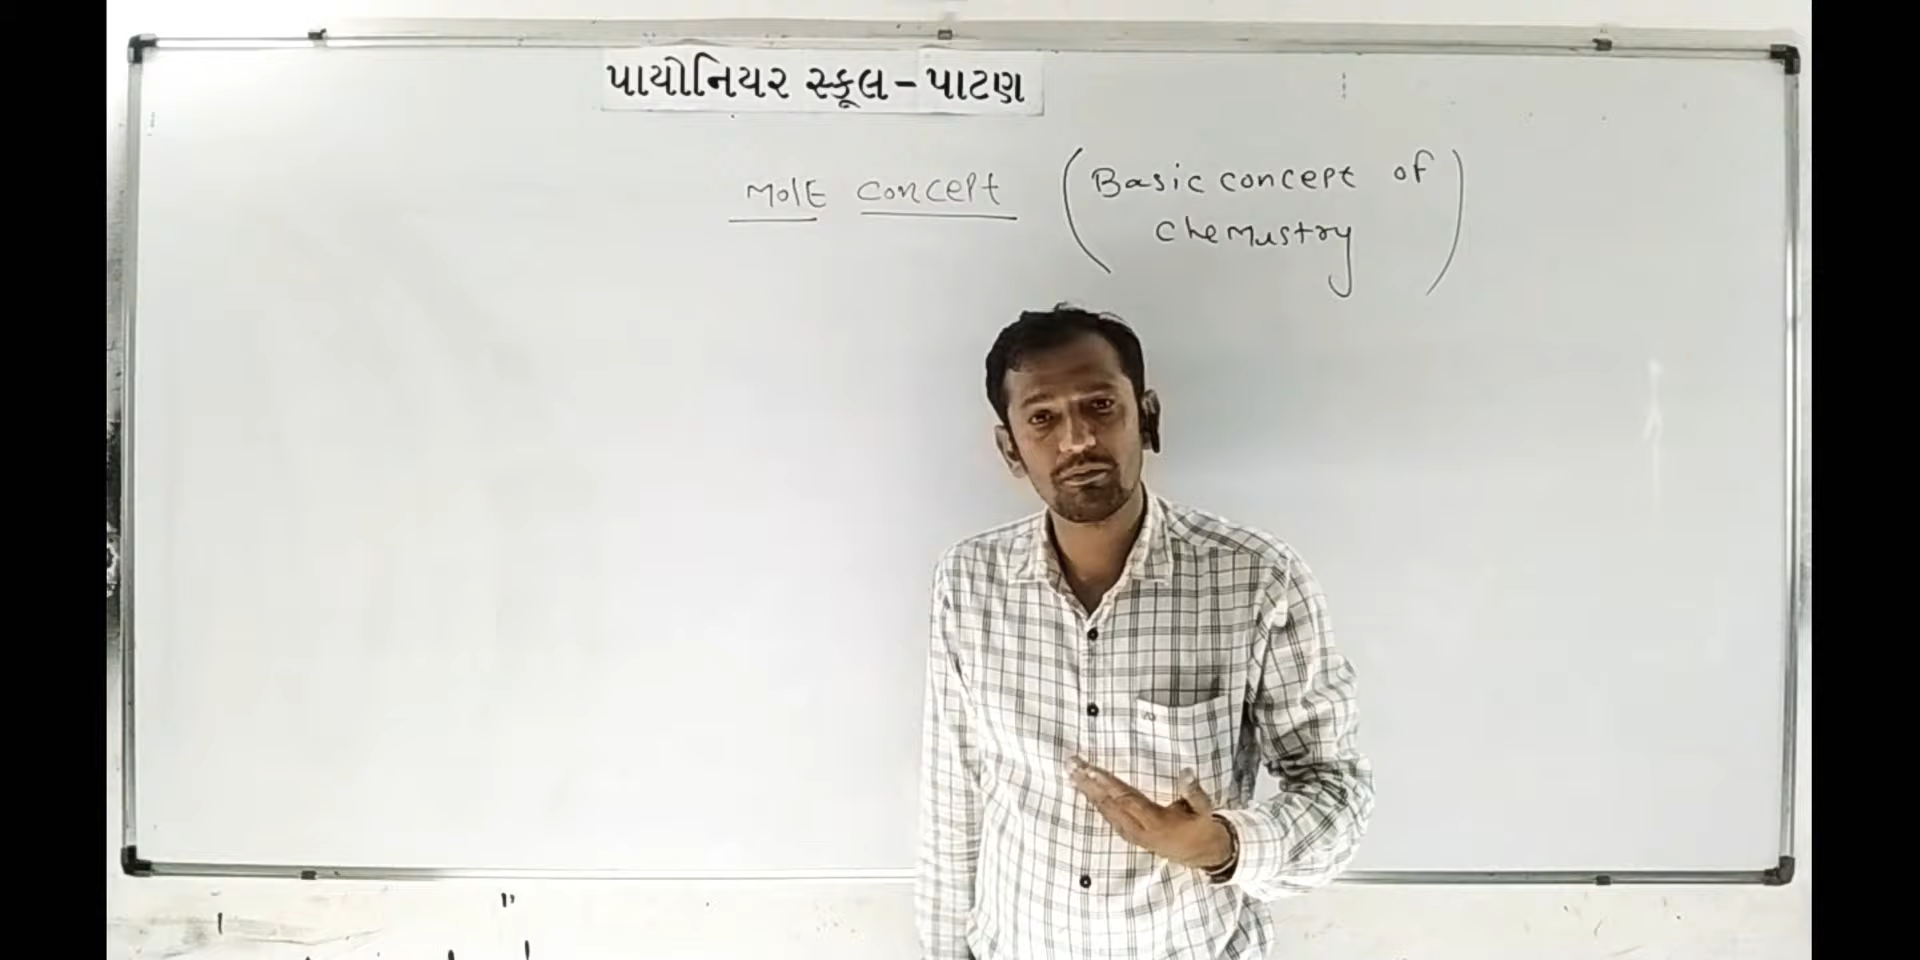 પાયોનિયર સ્કૂલ - પાટણ
MolE concept (Basic concept of
chemustry)